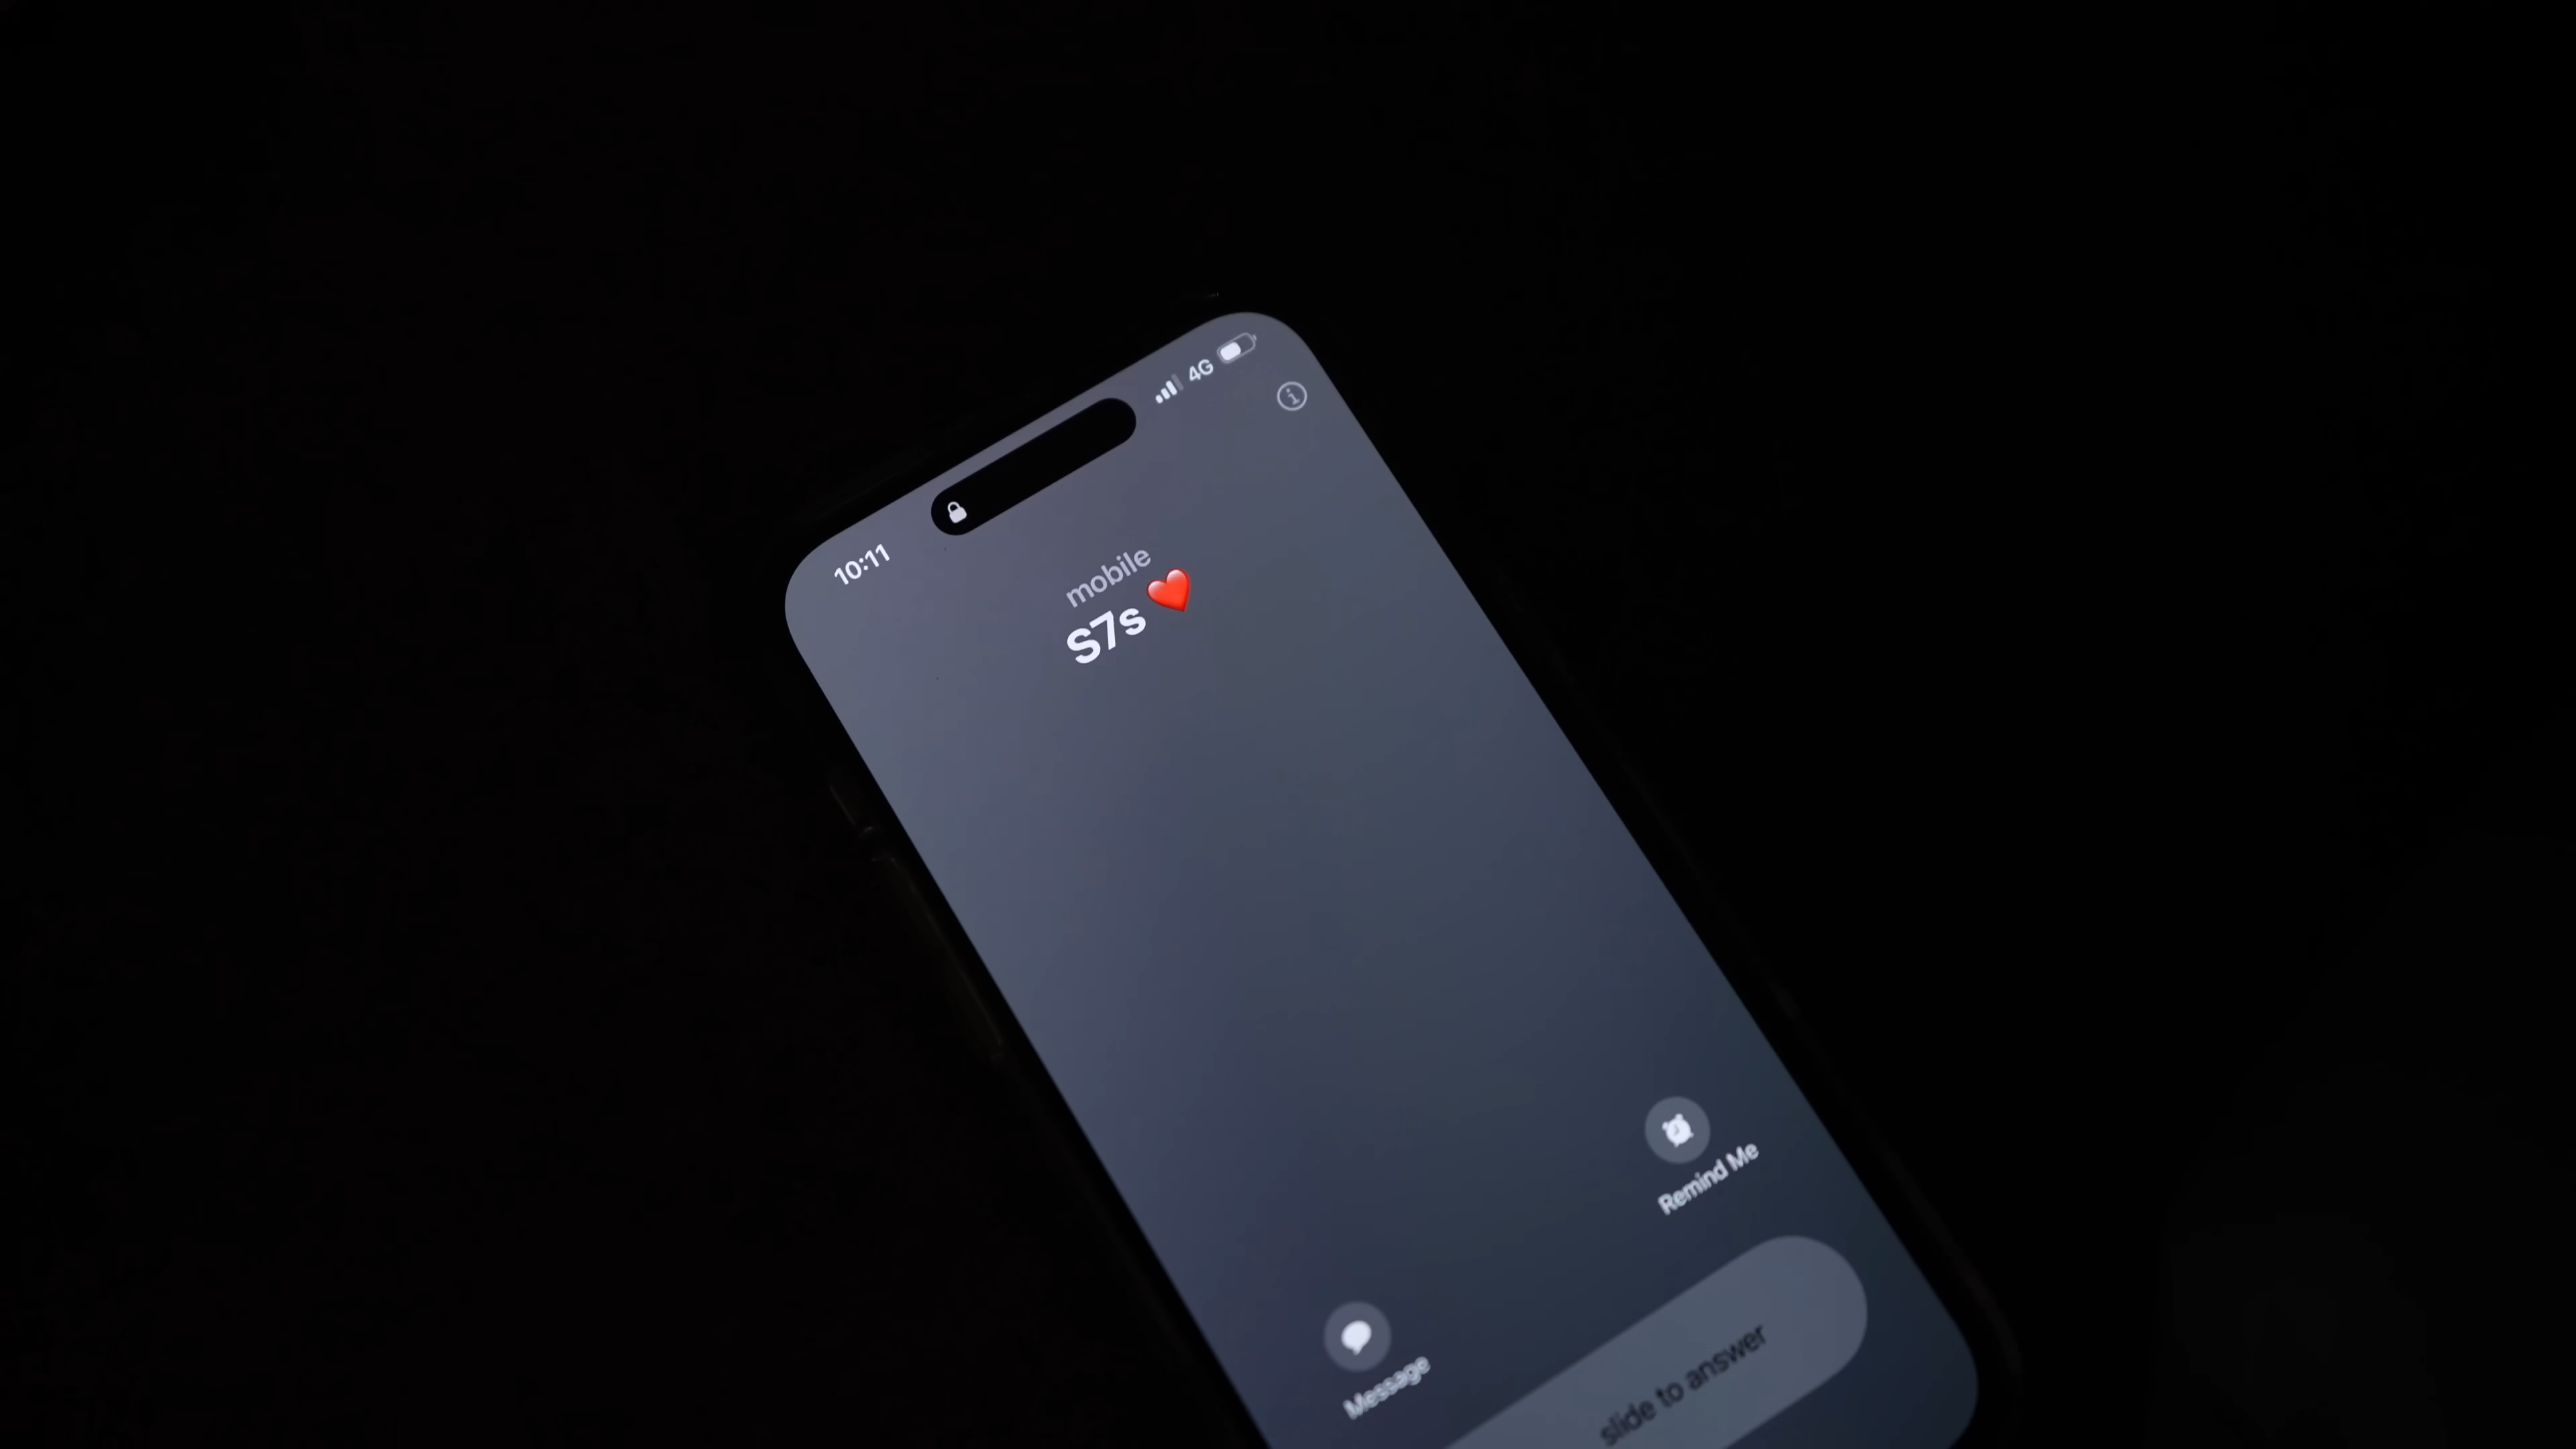 10:11
4G
mobile
S7s❤️
Remind Me
Message
slide to answer